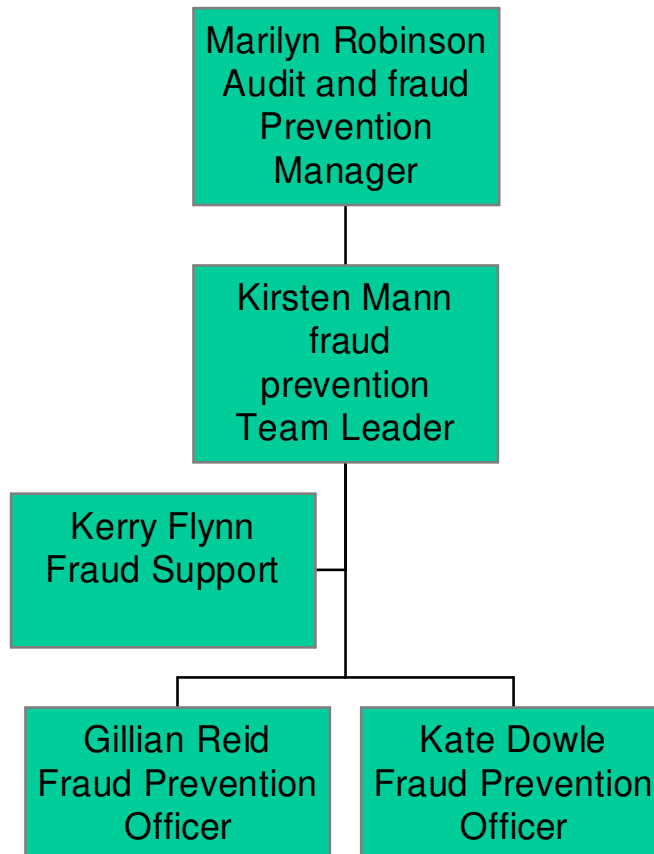 Marilyn Robinson
Audit and fraud
Prevention
Manager
Kirsten Mann
fraud
prevention
Team Leader
Kerry Flynn
Fraud Support
Gillian Reid
Fraud Prevention
Officer
Kate Dowle
Fraud Prevention
Officer